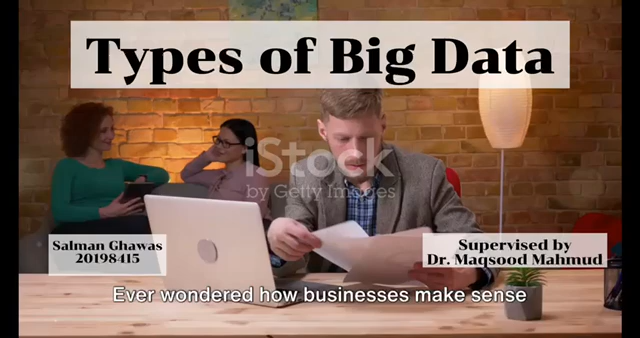 Types of Big Data
iStock
by Getty Images
Salman Ghawas
20198415
Supervised by
Dr. Maqsood Mahmud
Ever wondered how businesses make sense